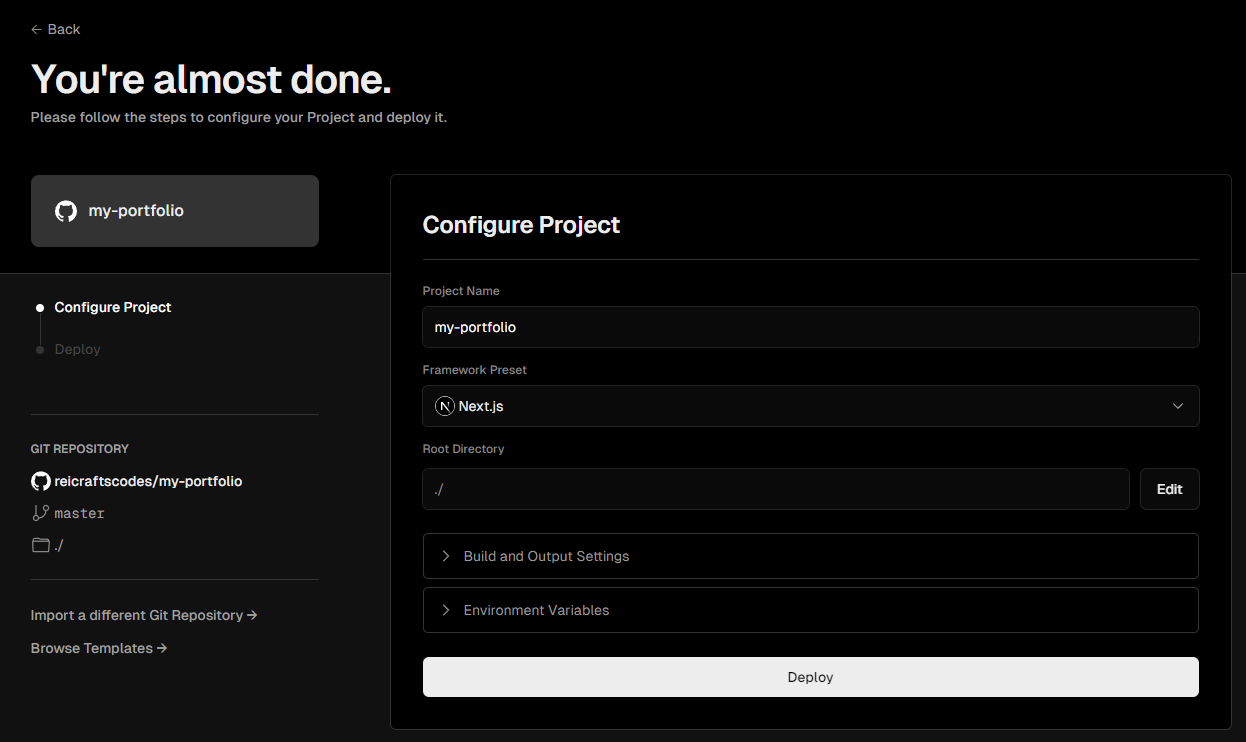 ← Back
You're almost done.
Please follow the steps to configure your Project and deploy it.
my-portfolio
Configure Project
Deploy
GIT REPOSITORY
reicraftscodes/my-portfolio
master
./
Import a different Git Repository →
Browse Templates →
Configure Project
Project Name
my-portfolio
Framework Preset
N Next.js
Root Directory
./
Edit
Build and Output Settings
Environment Variables
Deploy